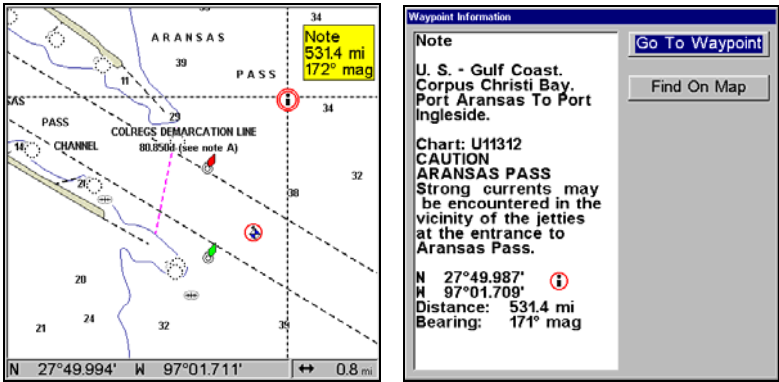 34
Note
531.4 mi
172° mag
ARANSAS
39
PASS
11
34
29
SAS
PASS
COLREGS DEMARCATION LINE
CHANNEL
80.850d (see note A)
14
32
21
38
20
24
21
32
39
N 27°49.994' W 97°01.711' ↔ 0.8 mi
Waypoint Information
Note
U. S. - Gulf Coast.
Corpus Christi Bay.
Port Aransas To Port
Ingleside.
Chart: U11312
CAUTION
ARANSAS PASS
Strong currents may
be encountered in the
vicinity of the jetties
at the entrance to
Aransas Pass.
N 27°49.987'
W 97°01.709'
Distance: 531.4 mi
Bearing: 171° mag
Go To Waypoint
Find On Map